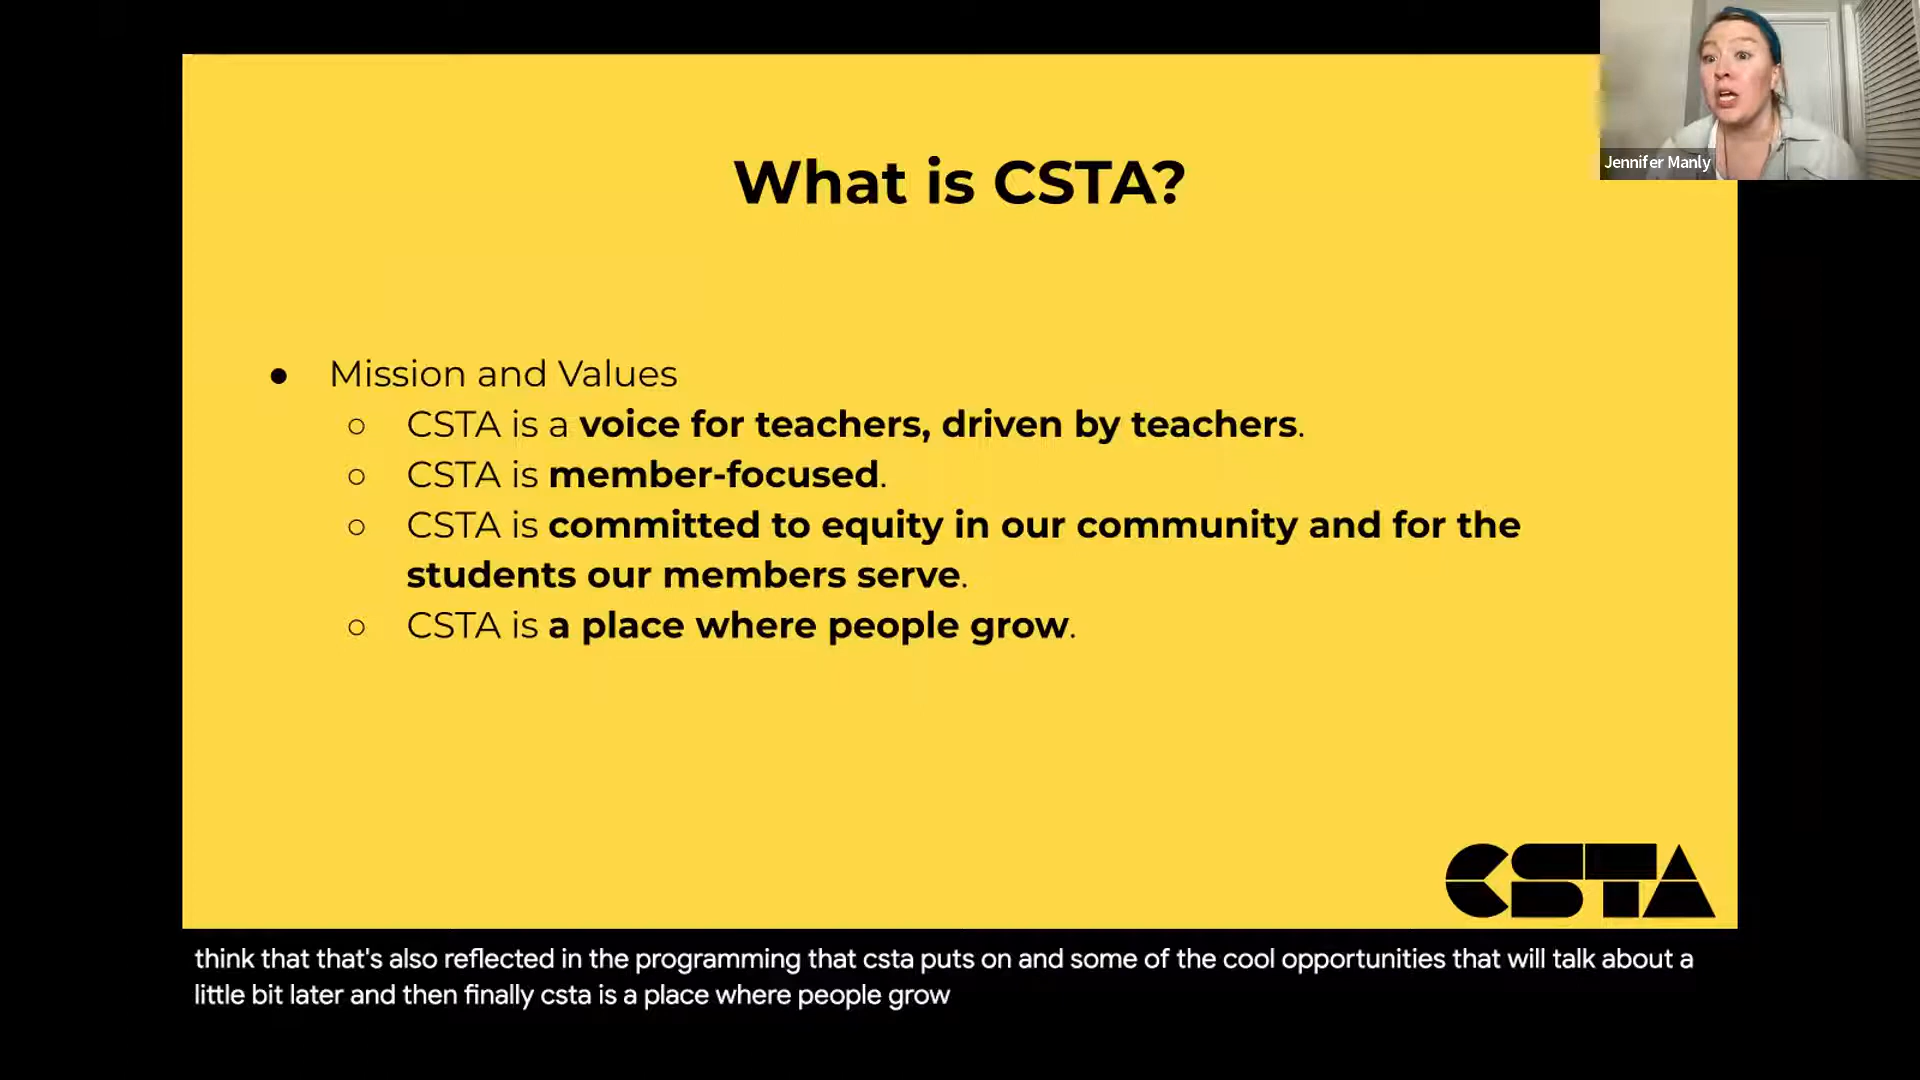 Jennifer Manly
What is CSTA?
● Mission and Values
○ CSTA is a voice for teachers, driven by teachers.
○ CSTA is member-focused.
○ CSTA is committed to equity in our community and for the
students our members serve.
○ CSTA is a place where people grow.
CSTA
think that that's also reflected in the programming that csta puts on and some of the cool opportunities that will talk about a
little bit later and then finally csta is a place where people grow